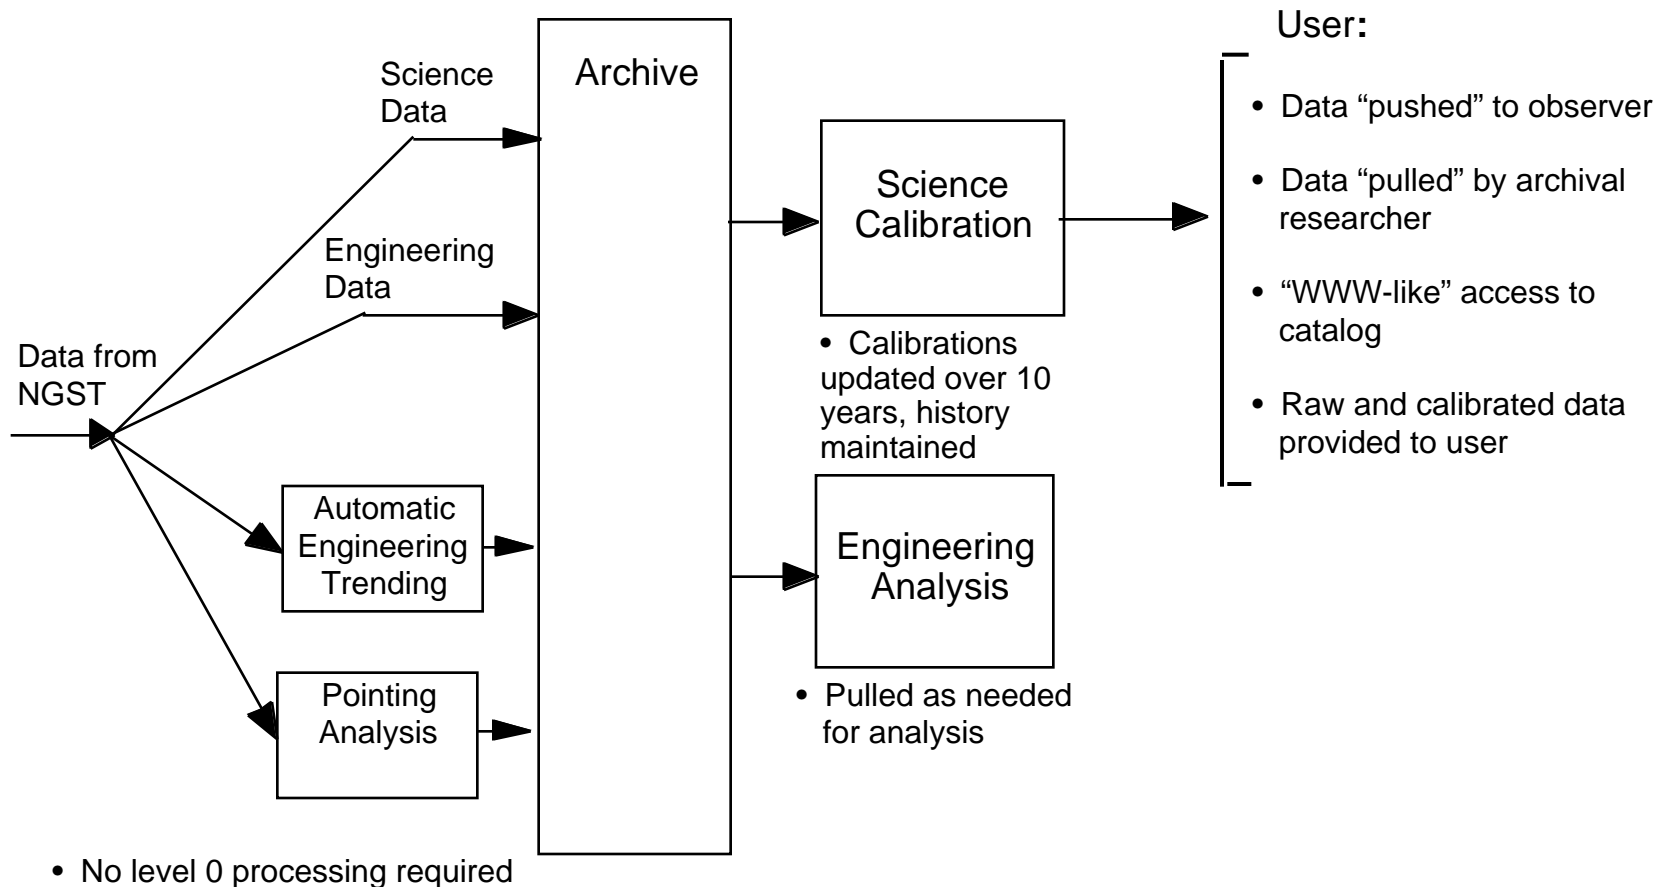 User:
Archive
Science
Data
• Data “pushed” to observer
Science
Calibration
• Data “pulled” by archival
researcher
Engineering
Data
• “WWW-like” access to
catalog
Data from
NGST
• Calibrations
updated over 10
years, history
maintained
• Raw and calibrated data
provided to user
Automatic
Engineering
Trending
Engineering
Analysis
Pointing
Analysis
• Pulled as needed
for analysis
• No level 0 processing required